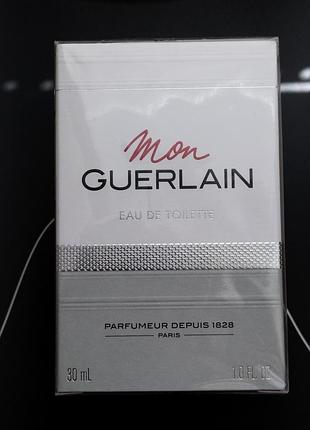 Mon
GUERLAIN
EAU DE TOILETTE
PARFUMEUR DEPUIS 1828
PARIS
30 mL 1.0 FL. OZ